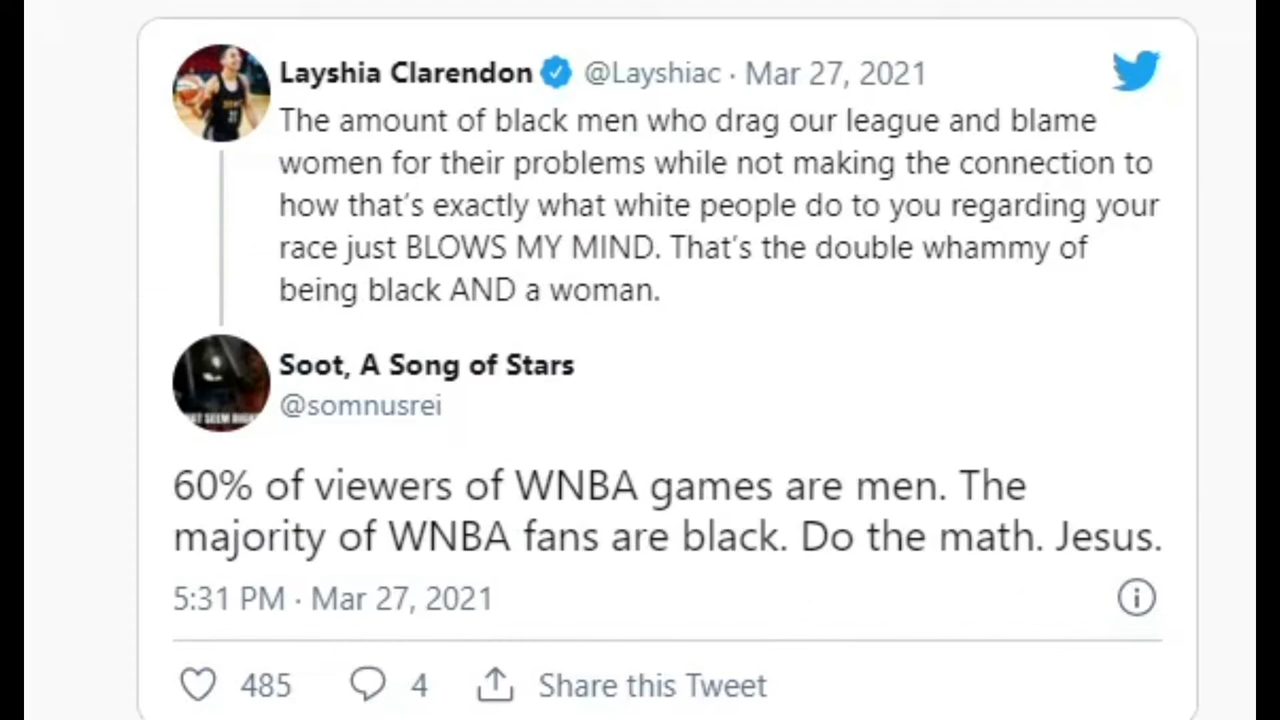 Layshia Clarendon @Layshiac · Mar 27, 2021
The amount of black men who drag our league and blame
women for their problems while not making the connection to
how that's exactly what white people do to you regarding your
race just BLOWS MY MIND. That's the double whammy of
being black AND a woman.
Soot, A Song of Stars
@somnusrei
60% of viewers of WNBA games are men. The
majority of WNBA fans are black. Do the math. Jesus.
5:31 PM · Mar 27, 2021
485 4 Share this Tweet